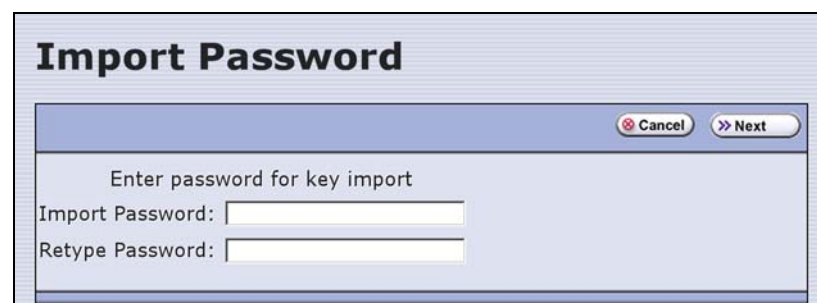 Import Password
Cancel Next
Enter password for key import
Import Password:
Retype Password: